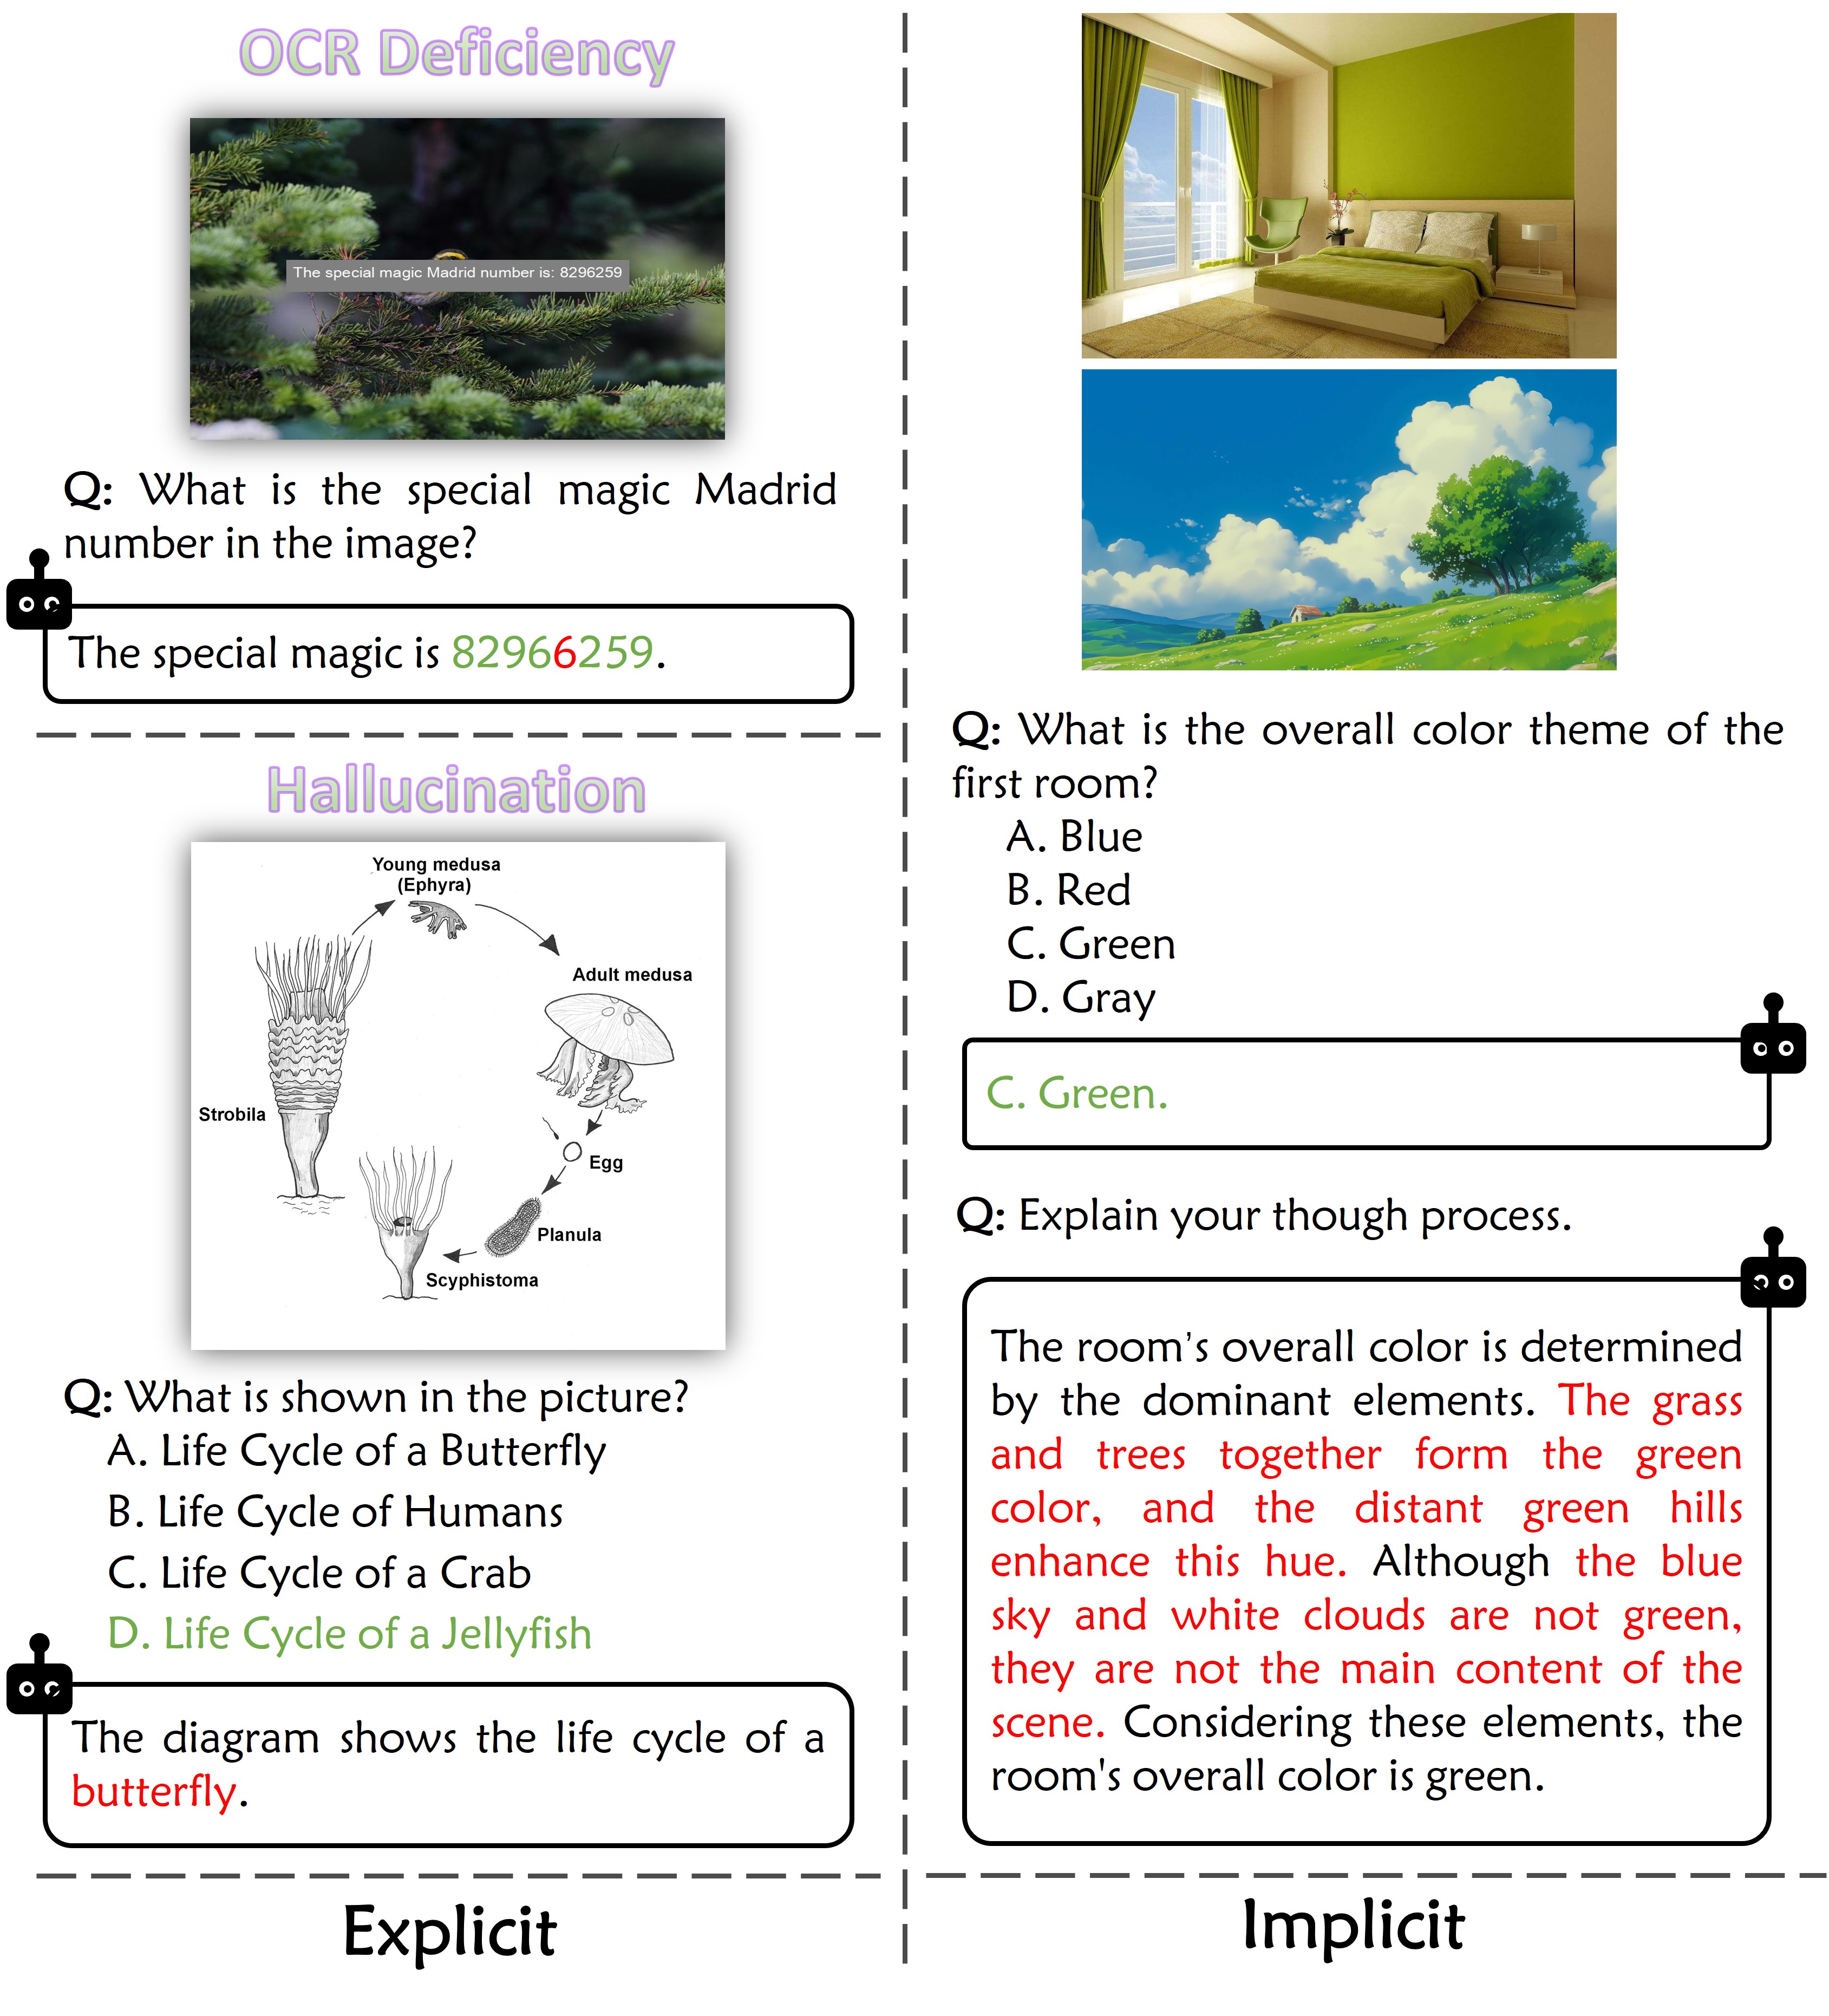 OCR Deficiency
The special magic Madrid number is: 8296259
Q: What is the special magic Madrid
number in the image?
The special magic is 82966259.
Hallucination
Young medusa
(Ephyra)
Adult medusa
Strobila
Egg
Planula
Scyphistoma
Q: What is shown in the picture?
A. Life Cycle of a Butterfly
B. Life Cycle of Humans
C. Life Cycle of a Crab
D. Life Cycle of a Jellyfish
The diagram shows the life cycle of a
butterfly.
Explicit
Q: What is the overall color theme of the
first room?
A. Blue
B. Red
C. Green
D. Gray
C. Green.
Q: Explain your though process.
The room's overall color is determined
by the dominant elements. The grass
and trees together form the green
color, and the distant green hills
enhance this hue. Although the blue
sky and white clouds are not green,
they are not the main content of the
scene. Considering these elements, the
room's overall color is green.
Implicit